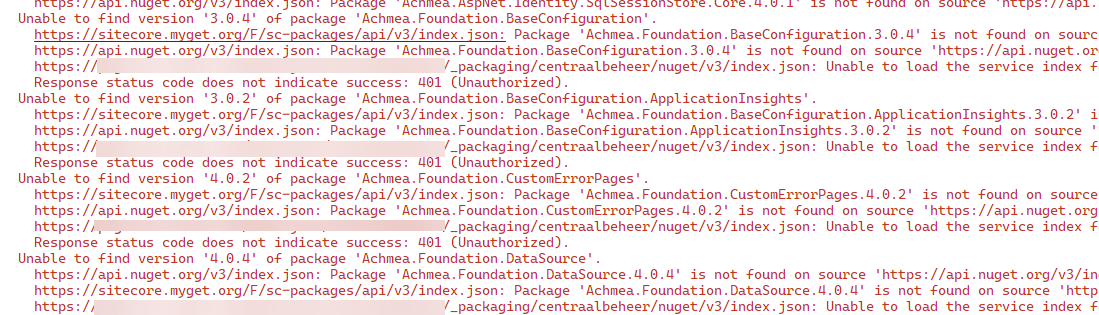 https://api.nuget.org/v3/index.json: Package 'Achmea.AspNet.Identity.SqlSessionStore.Core.4.0.1' is not found on source 'https://api.
Unable to find version '3.0.4' of package 'Achmea.Foundation.BaseConfiguration'.
https://sitecore.myget.org/F/sc-packages/api/v3/index.json: Package 'Achmea.Foundation.BaseConfiguration.3.0.4' is not found on sourc
https://api.nuget.org/v3/index.json: Package 'Achmea.Foundation.BaseConfiguration.3.0.4' is not found on source 'https://api.nuget.or
https:// /_packaging/centraalbeheer/nuget/v3/index.json: Unable to load the service index f
Response status code does not indicate success: 401 (Unauthorized).
Unable to find version '3.0.2' of package 'Achmea.Foundation.BaseConfiguration.ApplicationInsights'.
https://sitecore.myget.org/F/sc-packages/api/v3/index.json: Package 'Achmea.Foundation.BaseConfiguration.ApplicationInsights.3.0.2' i
https://api.nuget.org/v3/index.json: Package 'Achmea.Foundation.BaseConfiguration.ApplicationInsights.3.0.2' is not found on source '
https:// /_packaging/centraalbeheer/nuget/v3/index.json: Unable to load the service index f
Response status code does not indicate success: 401 (Unauthorized).
Unable to find version '4.0.2' of package 'Achmea.Foundation.CustomErrorPages'.
https://sitecore.myget.org/F/sc-packages/api/v3/index.json: Package 'Achmea.Foundation.CustomErrorPages.4.0.2' is not found on source
https://api.nuget.org/v3/index.json: Package 'Achmea.Foundation.CustomErrorPages.4.0.2' is not found on source 'https://api.nuget.org
https:// /_packaging/centraalbeheer/nuget/v3/index.json: Unable to load the service index f
Response status code does not indicate success: 401 (Unauthorized).
Unable to find version '4.0.4' of package 'Achmea.Foundation.DataSource'.
https://api.nuget.org/v3/index.json: Package 'Achmea.Foundation.DataSource.4.0.4' is not found on source 'https://api.nuget.org/v3/in
https://sitecore.myget.org/F/sc-packages/api/v3/index.json: Package 'Achmea.Foundation.DataSource.4.0.4' is not found on source 'http
https:// /_packaging/centraalbeheer/nuget/v3/index.json: Unable to load the service index f